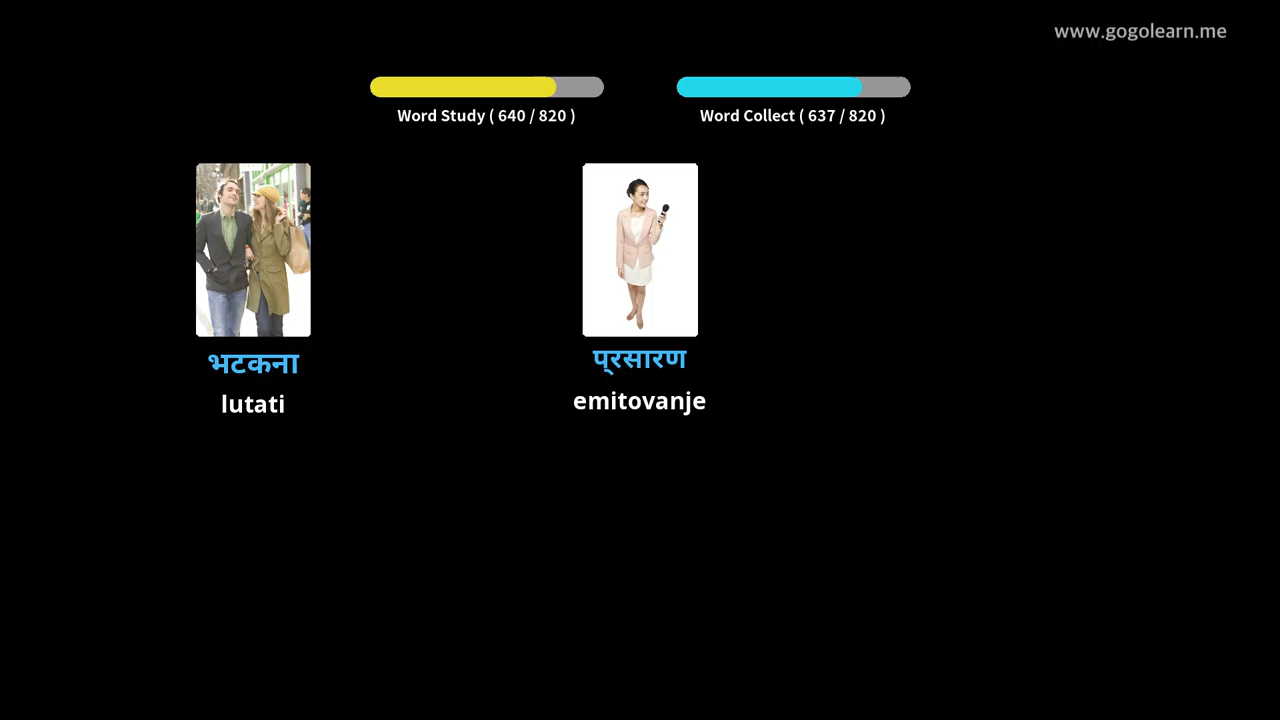 www.gogolearn.me
Word Study ( 640 / 820 )
Word Collect ( 637 / 820 )
भटकना
lutati
प्रसारण
emitovanje